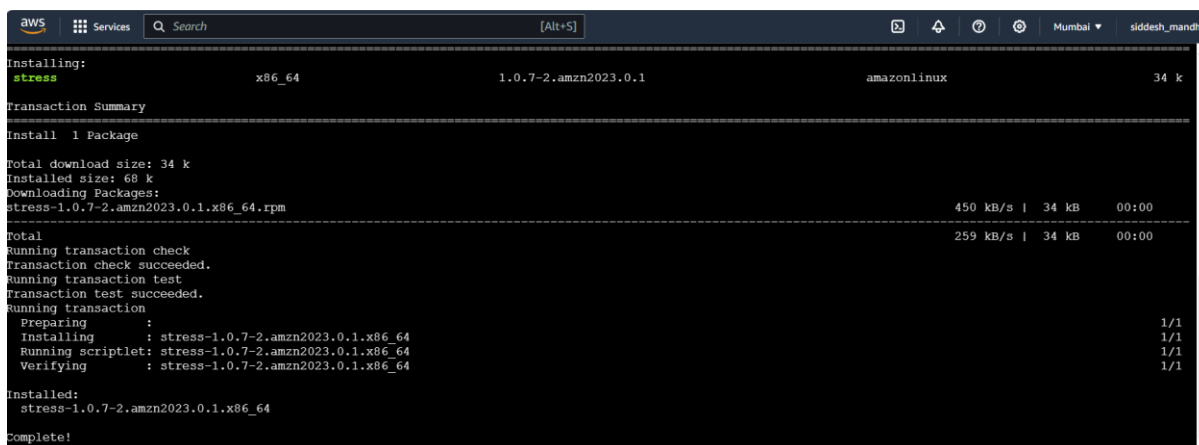 aws Services Search [Alt+S] Mumbai siddesh_mandh
Installing:
stress x86_64 1.0.7-2.amzn2023.0.1 amazonlinux 34 k
Transaction Summary
Install 1 Package
Total download size: 34 k
Installed size: 68 k
Downloading Packages:
stress-1.0.7-2.amzn2023.0.1.x86_64.rpm 450 kB/s | 34 kB 00:00
Total 259 kB/s | 34 kB 00:00
Running transaction check
Transaction check succeeded.
Running transaction test
Transaction test succeeded.
Running transaction
Preparing : 1/1
Installing : stress-1.0.7-2.amzn2023.0.1.x86_64 1/1
Running scriptlet: stress-1.0.7-2.amzn2023.0.1.x86_64 1/1
Verifying : stress-1.0.7-2.amzn2023.0.1.x86_64 1/1
Installed:
stress-1.0.7-2.amzn2023.0.1.x86_64
Complete!